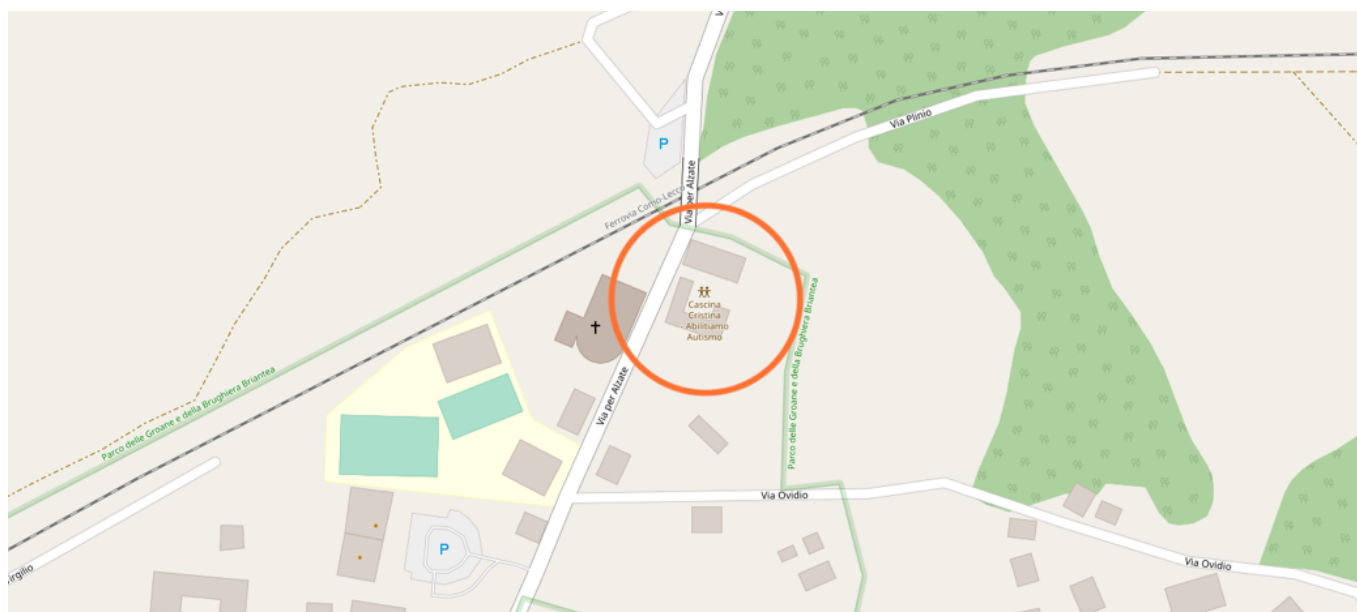 P
Via Plinio
Via per Alzate
Ferrovia Como-Lecco
Cascina
Cristina
- Abilitiamo
Autismo
Parco delle Groane e della Brughiera Briantea
Parco delle Groane e della Brughiera Briantea
Via per Alzate
Via Ovidio
P
Via Ovidio